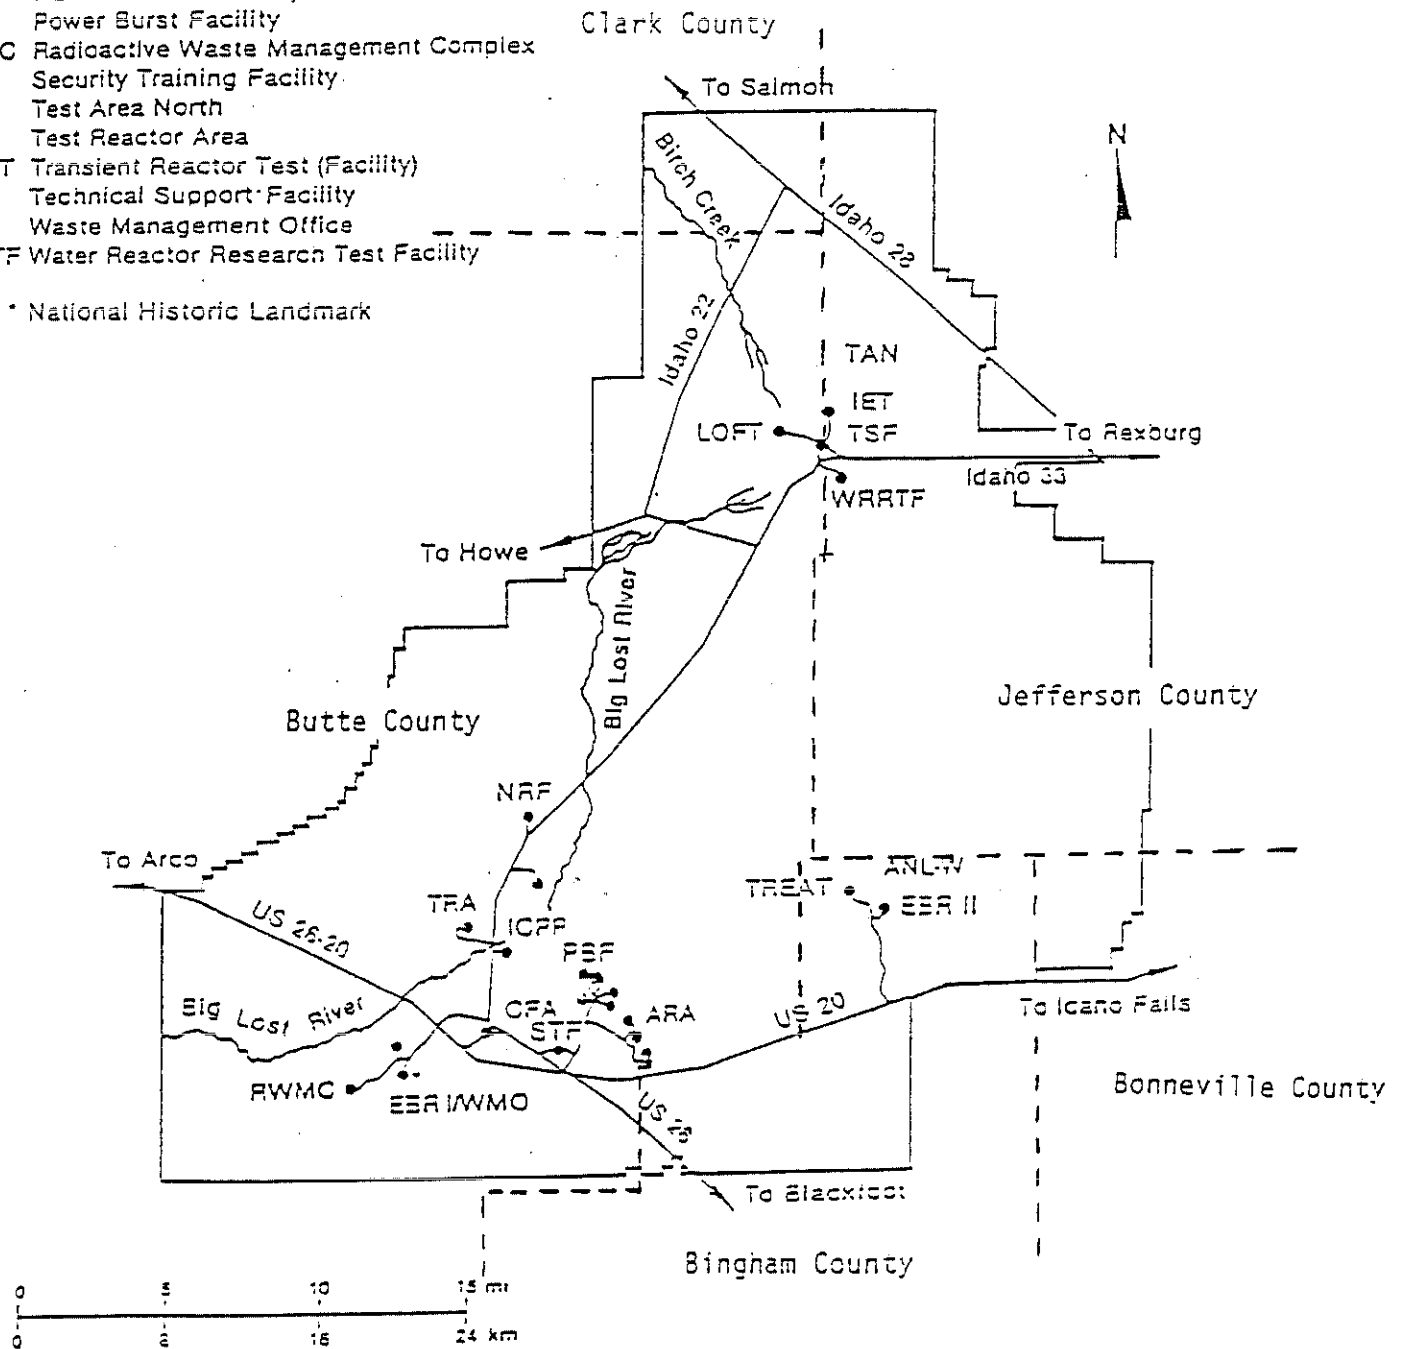 Power Burst Facility
C Radioactive Waste Management Complex
Security Training Facility
Test Area North
Test Reactor Area
T Transient Reactor Test (Facility)
Technical Support Facility
Waste Management Office
TF Water Reactor Research Test Facility
* National Historic Landmark
Clark County
To Salmon
N
Birch Creek
Idaho 28
Idaho 22
TAN
IET
LOFT
TSF
To Rexburg
Idaho 33
WRRTF
To Howe
Big Lost River
Butte County
Jefferson County
NRF
To Arco
ANL-W
TREAT
EBR II
TRA
ICPP
US 26-20
PBF
Big Lost River
CFA
ARA
STF
US 20
To Idaho Falls
RWMC
EBR I/WMO
US 26
Bonneville County
To Blackfoot
Bingham County
0 5 10 15 mi
0 8 16 24 km